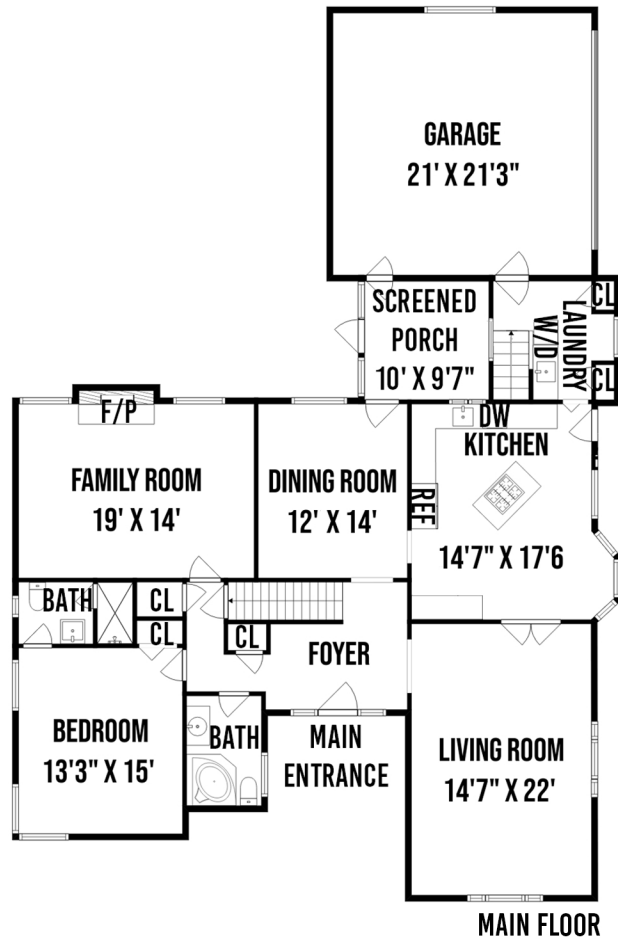 GARAGE
21' X 21'3"
SCREENED
PORCH
10' X 9'7"
CL
LAUNDRY
W/D
CL
F/P
FAMILY ROOM
19' X 14'
DINING ROOM
12' X 14'
DW
KITCHEN
REF
14'7" X 17'6
BATH
CL
CL
CL
FOYER
BEDROOM
13'3" X 15'
BATH
MAIN
ENTRANCE
LIVING ROOM
14'7" X 22'
MAIN FLOOR